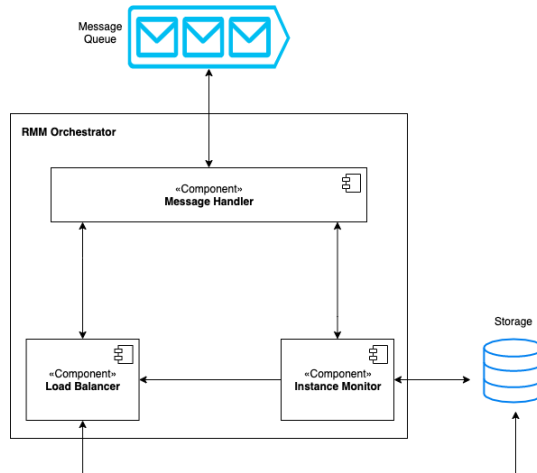 Message
Queue
RMM Orchestrator
«Component»
Message Handler
Storage
«Component»
Load Balancer
«Component»
Instance Monitor